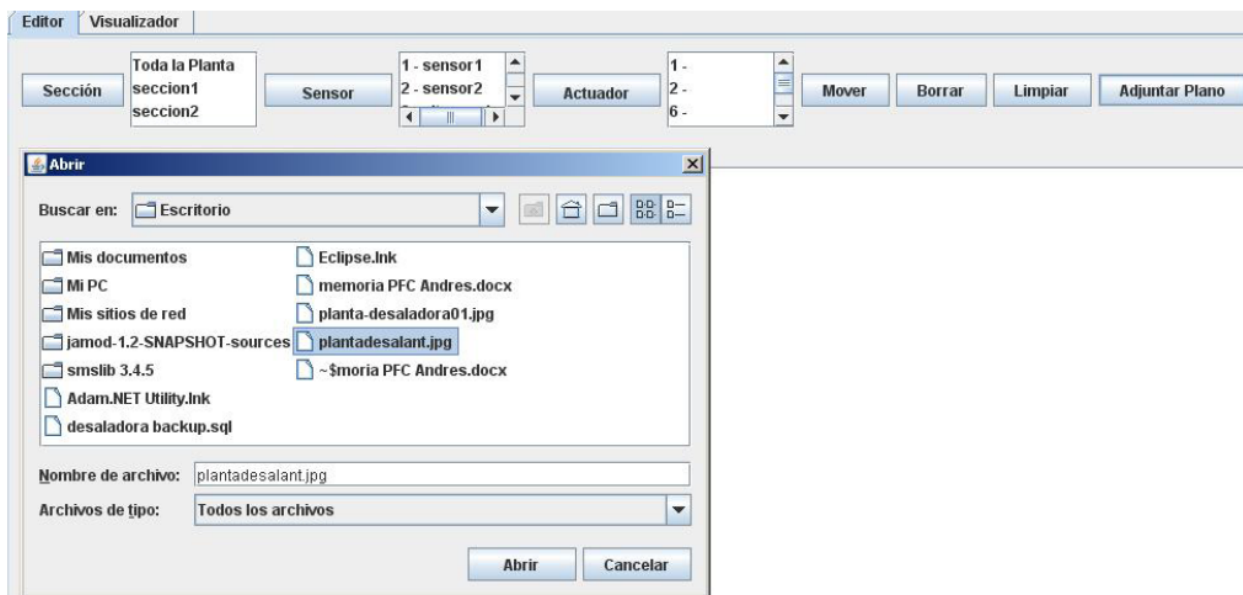 Editor Visualizador
Sección
Toda la Planta
seccion1
seccion2
Sensor
1 - sensor1
2 - sensor2
Actuador
1 -
2 -
6 -
Mover
Borrar
Limpiar
Adjuntar Plano
Abrir
Buscar en: Escritorio
Mis documentos
Mi PC
Mis sitios de red
jamod-1.2-SNAPSHOT-sources
smslib 3.4.5
Adam.NET Utility.lnk
desaladora backup.sql
Eclipse.lnk
memoria PFC Andres.docx
planta-desaladora01.jpg
plantadesalant.jpg
~$moria PFC Andres.docx
Nombre de archivo: plantadesalant.jpg
Archivos de tipo: Todos los archivos
Abrir Cancelar